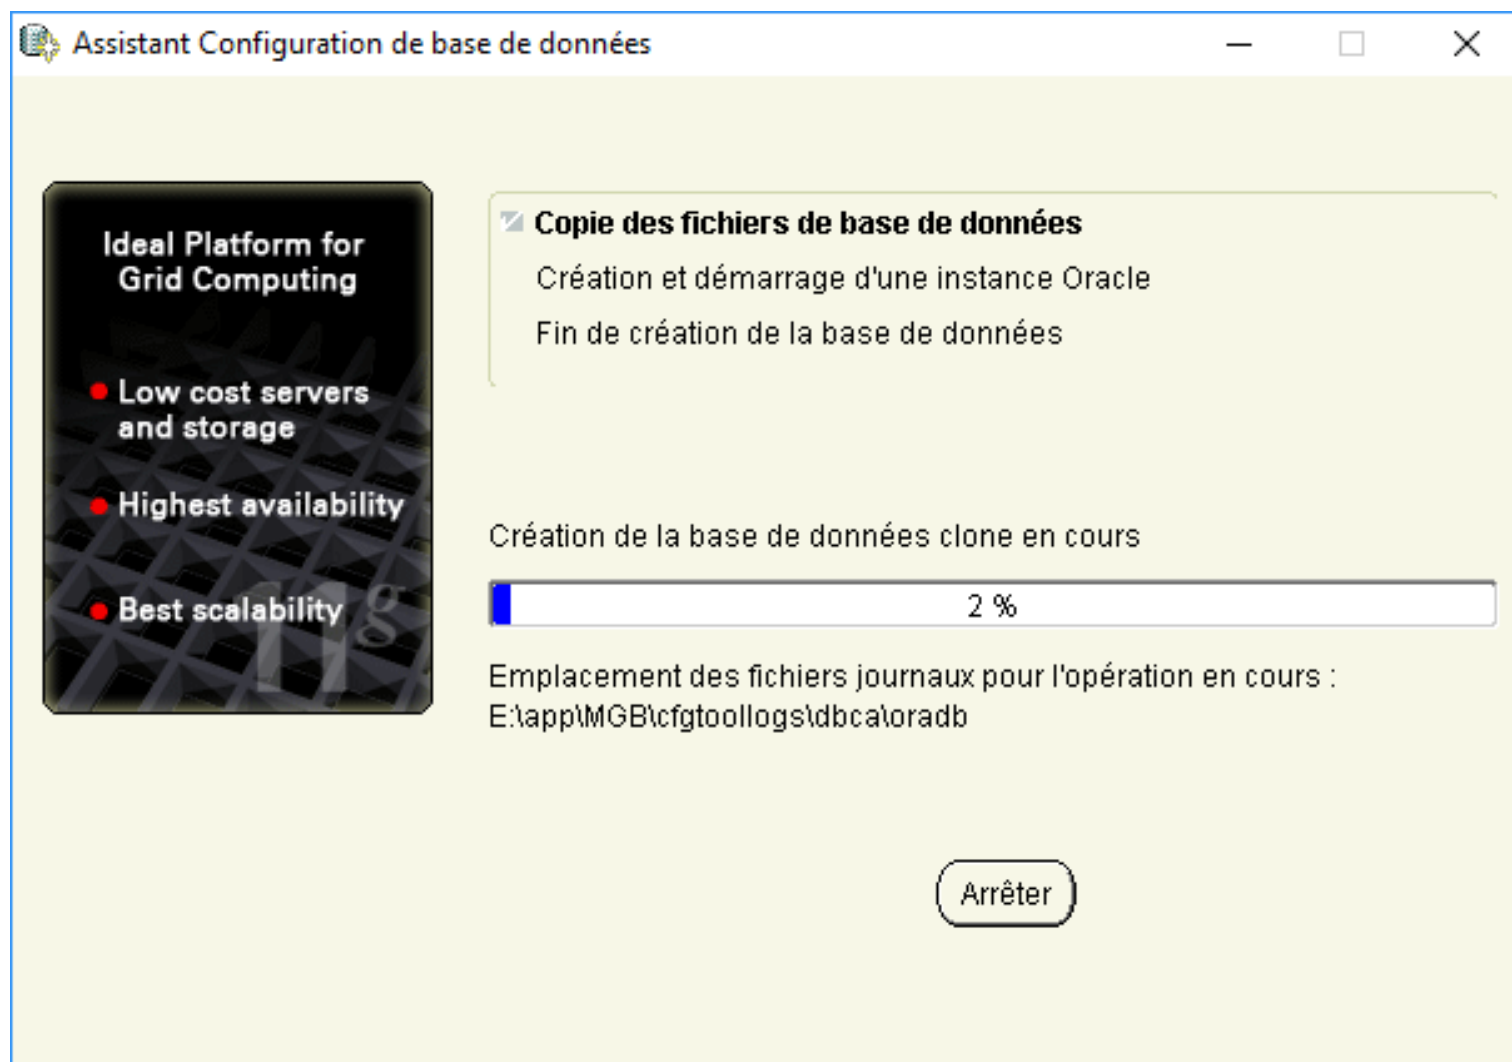 Assistant Configuration de base de données
Ideal Platform for
Grid Computing
Low cost servers
and storage
Highest availability
Best scalability
11g
Copie des fichiers de base de données
Création et démarrage d'une instance Oracle
Fin de création de la base de données
Création de la base de données clone en cours
2 %
Emplacement des fichiers journaux pour l'opération en cours :
E:\app\MGB\cfgtoollogs\dbca\oradb
Arrêter